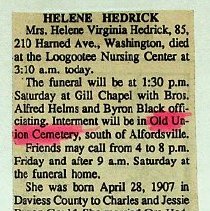 HELENE HEDRICK
Mrs. Helene Virginia Hedrick, 85,
210 Harned Ave., Washington, died
at the Loogootee Nursing Center at
3:10 a.m. today.
The funeral will be at 1:30 p.m.
Saturday at Gill Chapel with Bros.
Alfred Helms and Byron Black offi-
ciating. Interment will be in Old Un-
ion Cemetery, south of Alfordsville.
Friends may call from 4 to 8 p.m.
Friday and after 9 a.m. Saturday at
the funeral home.
She was born April 28, 1907 in
Daviess County to Charles and Jessie